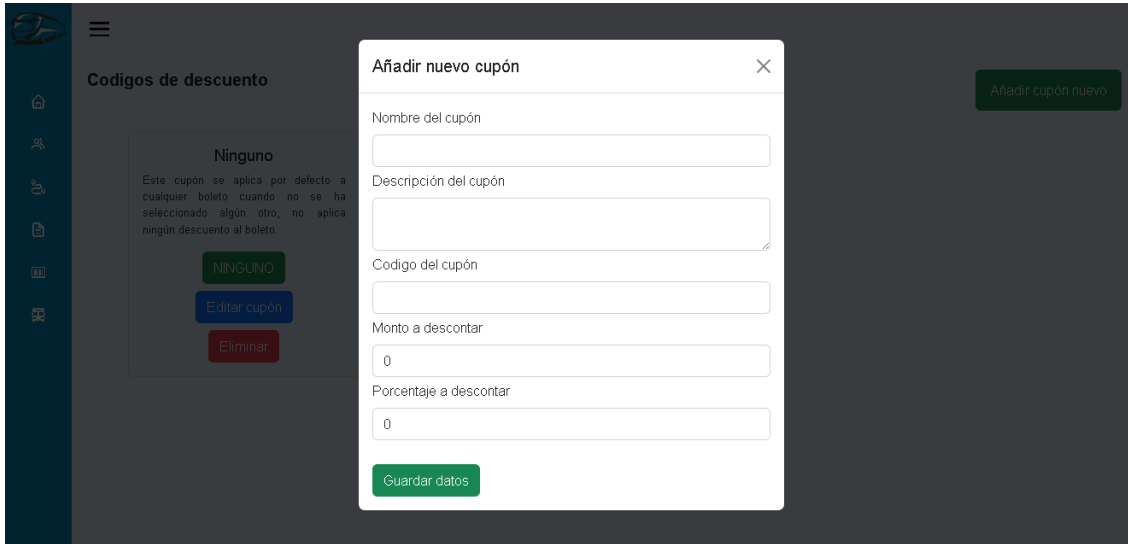 Codigos de descuento
Añadir cupón nuevo
Ninguno
Este cupón se aplica por defecto a
cualquier boleto cuando no se ha
seleccionado algún otro, no aplica
ningún descuento al boleto.
NINGUNO
Editar cupón
Eliminar
Añadir nuevo cupón
Nombre del cupón
Descripción del cupón
Codigo del cupón
Monto a descontar
0
Porcentaje a descontar
0
Guardar datos